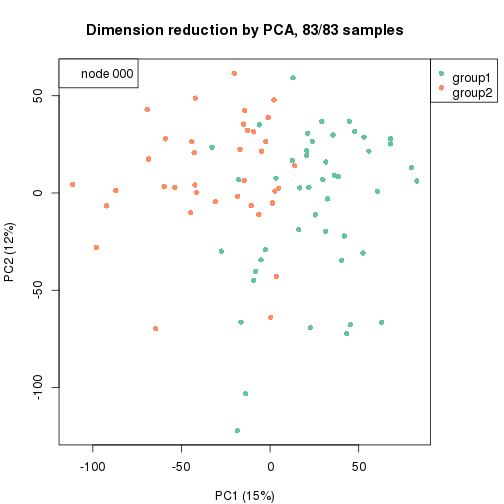 Dimension reduction by PCA, 83/83 samples
node 000
group1
group2
50
0
-50
-100
PC2 (12%)
-100 -50 0 50
PC1 (15%)